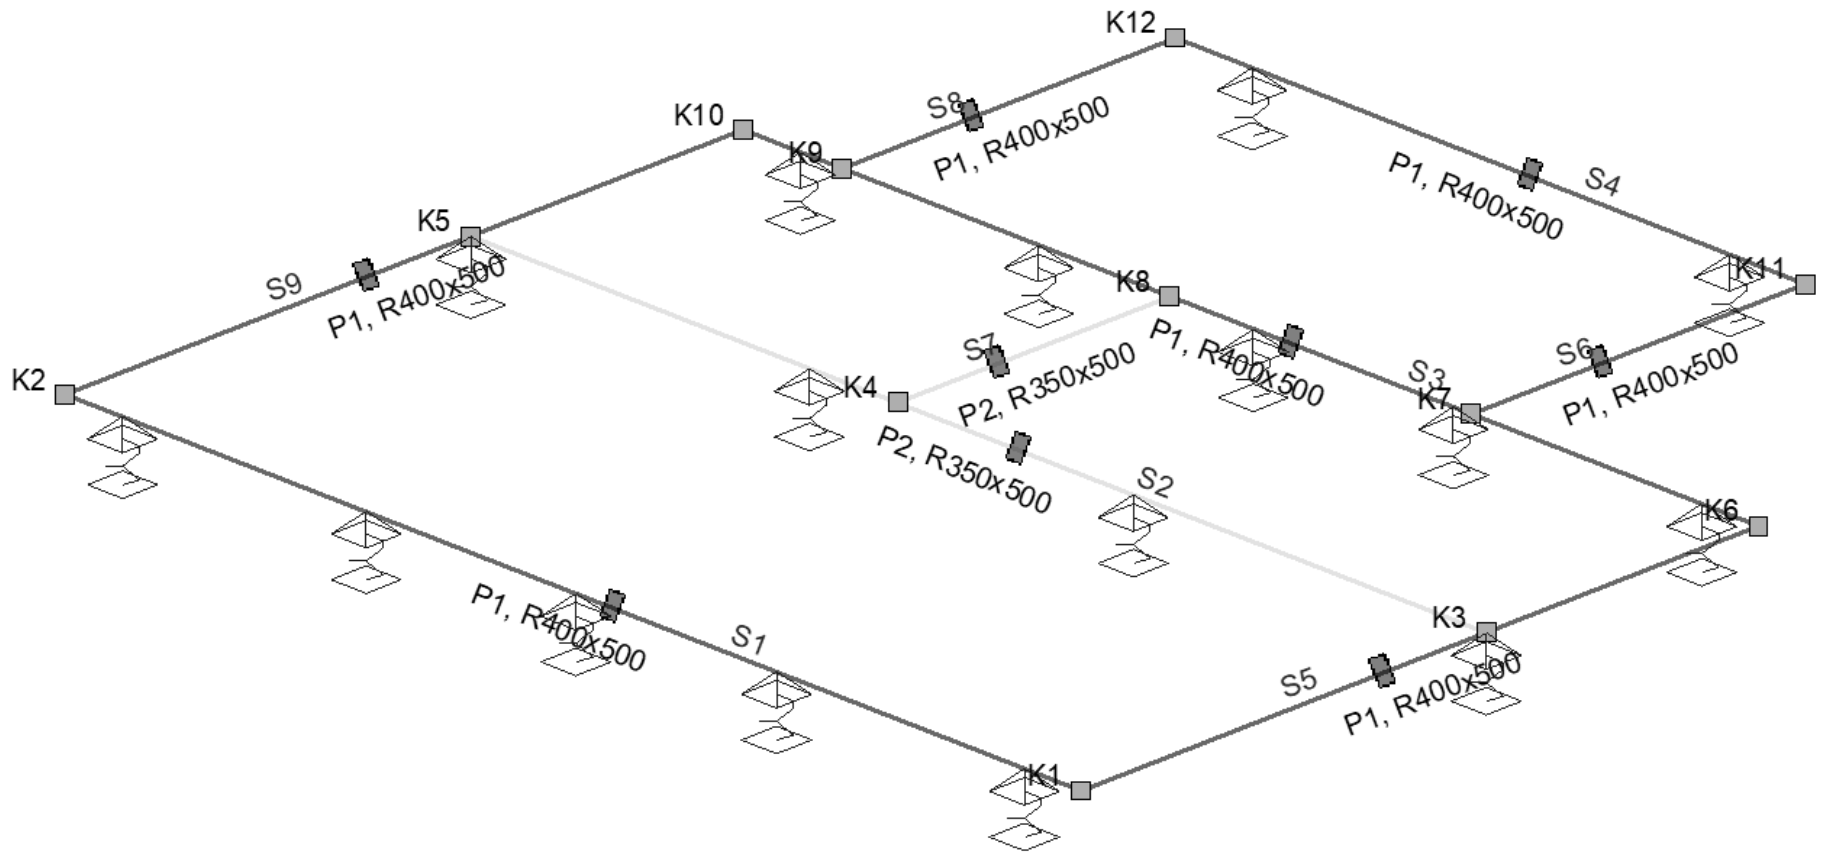 K12
K10
S8
P1, R400x500
K9
P1, R400x500
S4
K5
K11
S9
P1, R400x500
K8
S7
P1, R400x500
S6
P1, R400x500
S3
K2
K4
P2, R350x500
K7
P2, R350x500
S2
K6
P1, R400x500
S1
K3
S5
P1, R400x500
K1